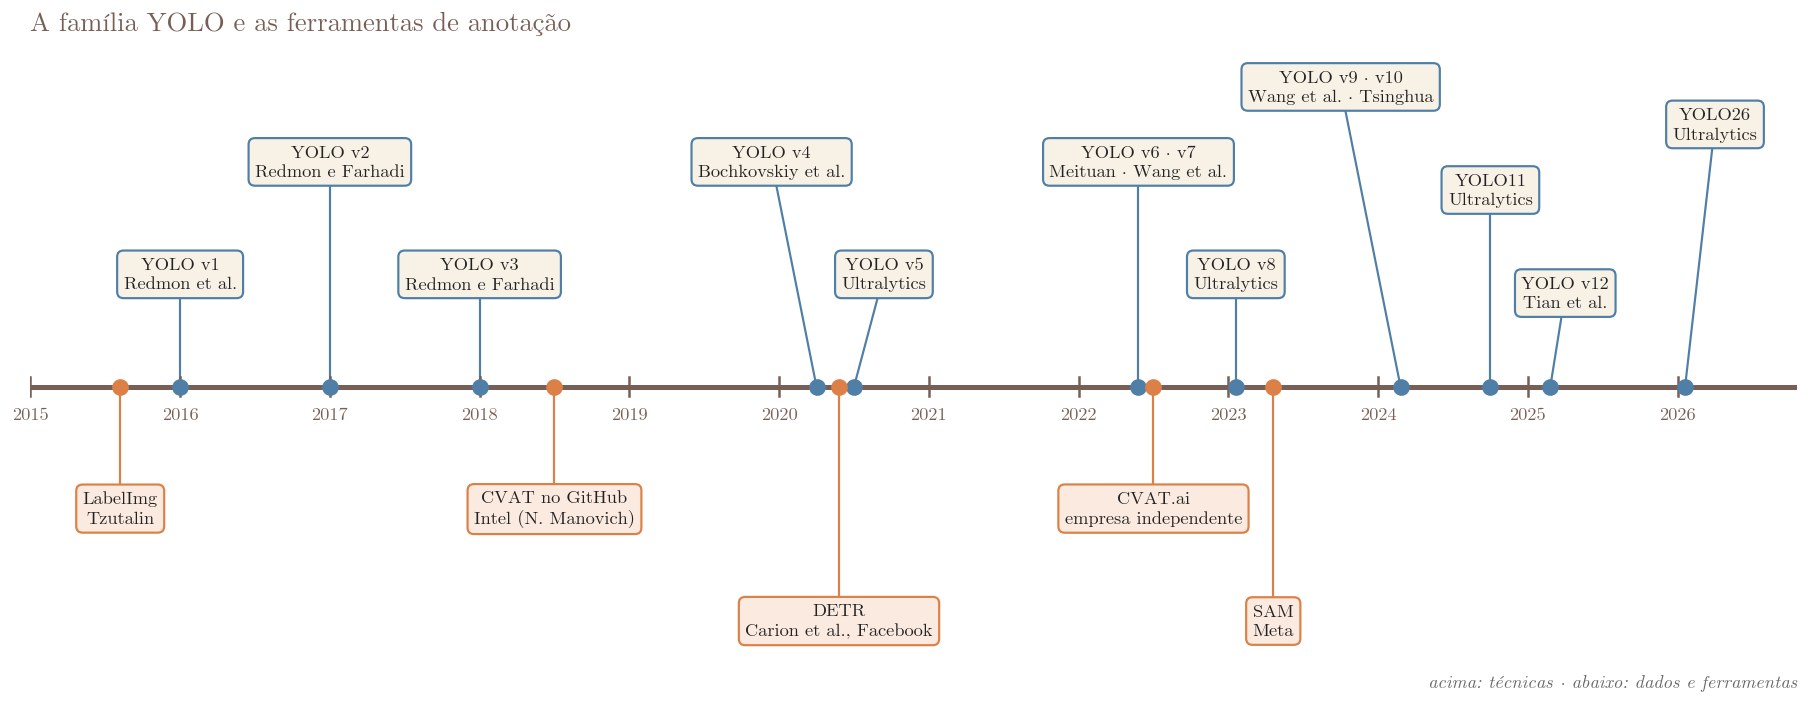 A família YOLO e as ferramentas de anotação
YOLO v9 · v10
Wang et al. · Tsinghua
YOLO26
Ultralytics
YOLO v2
Redmon e Farhadi
YOLO v4
Bochkovskiy et al.
YOLO v6 · v7
Meituan · Wang et al.
YOLO11
Ultralytics
YOLO v1
Redmon et al.
YOLO v3
Redmon e Farhadi
YOLO v5
Ultralytics
YOLO v8
Ultralytics
YOLO v12
Tian et al.
2015 2016 2017 2018 2019 2020 2021 2022 2023 2024 2025 2026
LabelImg
Tzutalin
CVAT no GitHub
Intel (N. Manovich)
CVAT.ai
empresa independente
DETR
Carion et al., Facebook
SAM
Meta
acima: técnicas · abaixo: dados e ferramentas